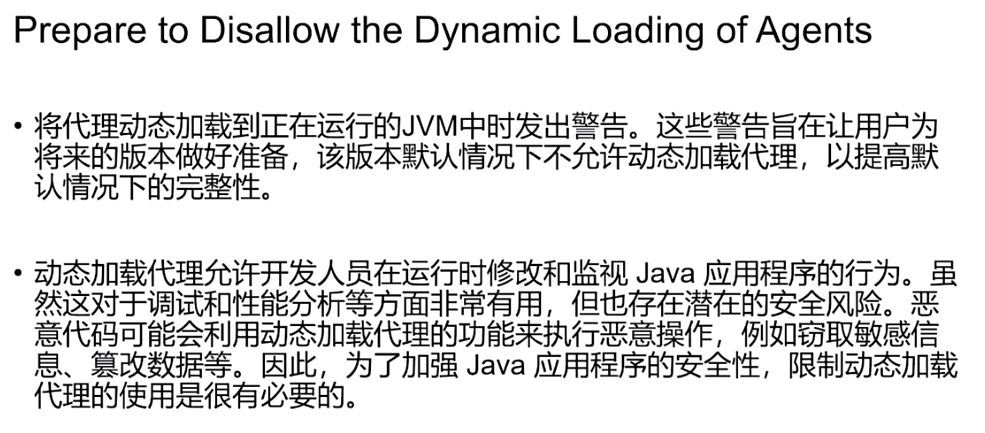 Prepare to Disallow the Dynamic Loading of Agents
• 将代理动态加载到正在运行的JVM中时发出警告。这些警告旨在让用户为
将来的版本做好准备，该版本默认情况下不允许动态加载代理，以提高默
认情况下的完整性。
• 动态加载代理允许开发人员在运行时修改和监视 Java 应用程序的行为。虽
然这对于调试和性能分析等方面非常有用，但也存在潜在的安全风险。恶
意代码可能会利用动态加载代理的功能来执行恶意操作，例如窃取敏感信
息、篡改数据等。因此，为了加强 Java 应用程序的安全性，限制动态加载
代理的使用是很有必要的。